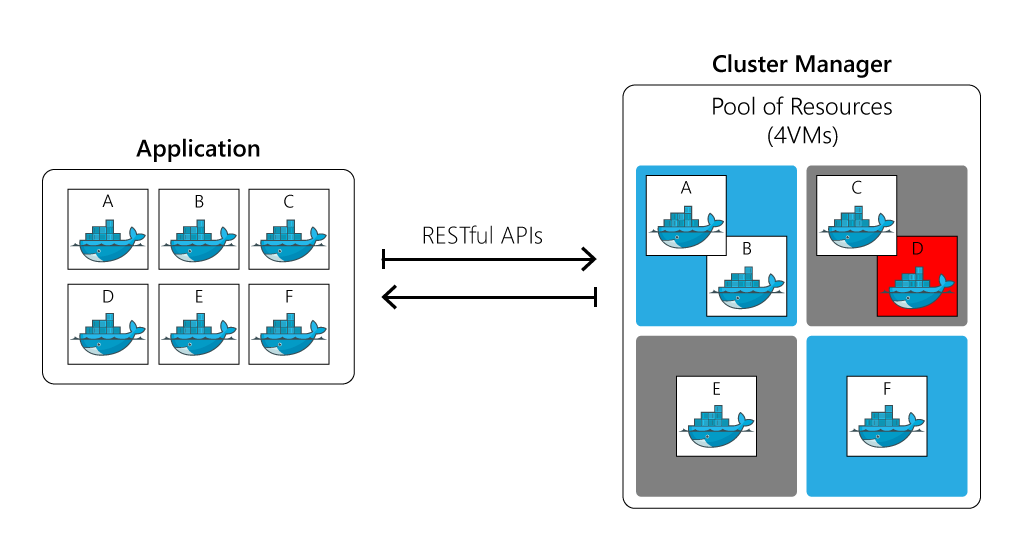 Cluster Manager
Pool of Resources
(4VMs)
Application
A
B
C
D
E
F
RESTful APIs
A
B
C
D
E
F